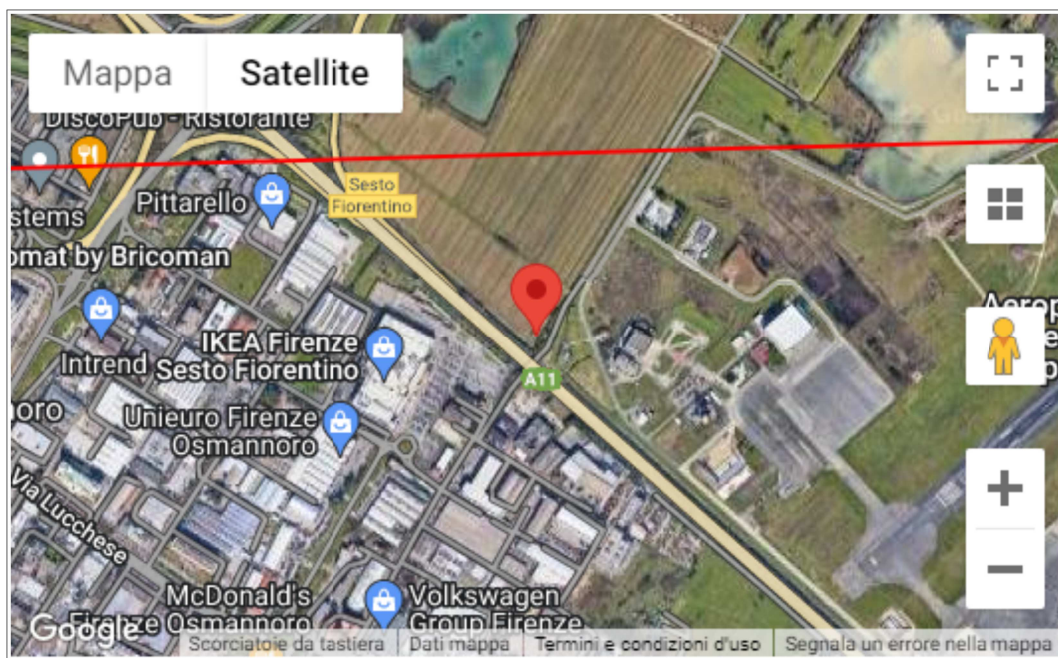 Mappa
Satellite
DiscoPub - Ristorante
Sesto
Fiorentino
Pittarello
stems
omat by Bricoman
Aerop
IKEA Firenze
Sesto Fiorentino
Intrend
A11
noro
Unieuro Firenze
Osmannoro
Via Lucchese
McDonald's
Firenze Osmannoro
Volkswagen
Group Firenze
Google
Scorciatoie da tastiera
Dati mappa
Termini e condizioni d'uso
Segnala un errore nella mappa